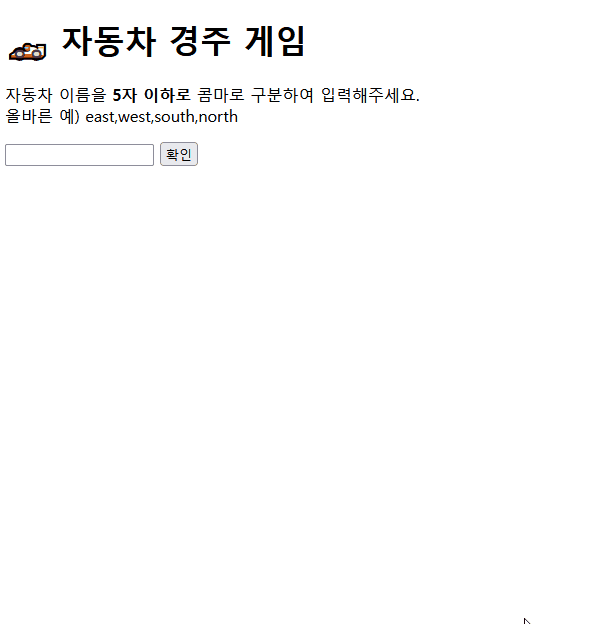 자동차 경주 게임
자동차 이름을 5자 이하로 콤마로 구분하여 입력해주세요.
올바른 예) east,west,south,north
확인